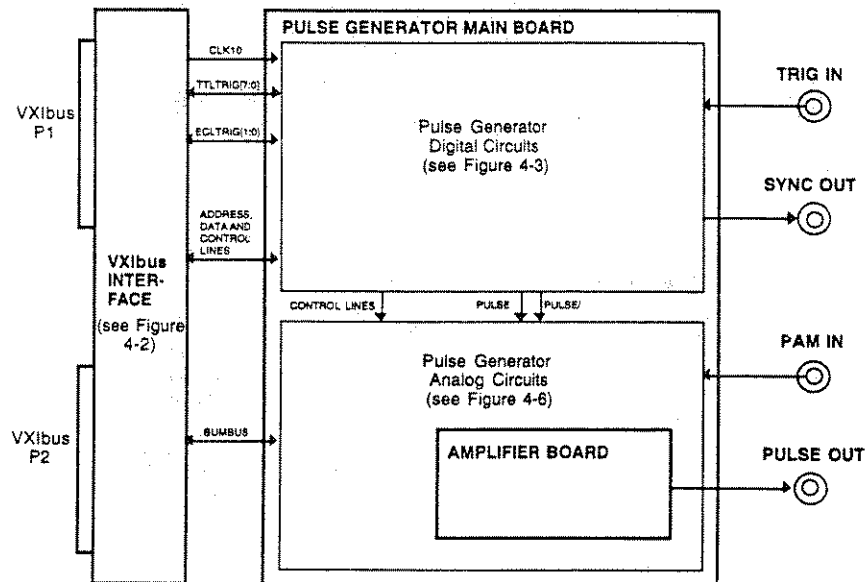 PULSE GENERATOR MAIN BOARD
CLK10
TTLTRIG[7:0]
ECLTRIG[1:0]
ADDRESS,
DATA AND
CONTROL
LINES
VXIbus
P1
VXIbus
INTER-
FACE
(see Figure
4-2)
VXIbus
P2
Pulse Generator
Digital Circuits
(see Figure 4-3)
TRIG IN
SYNC OUT
CONTROL LINES
PULSE
PULSE/
Pulse Generator
Analog Circuits
(see Figure 4-6)
PAM IN
SUMBUS
AMPLIFIER BOARD
PULSE OUT